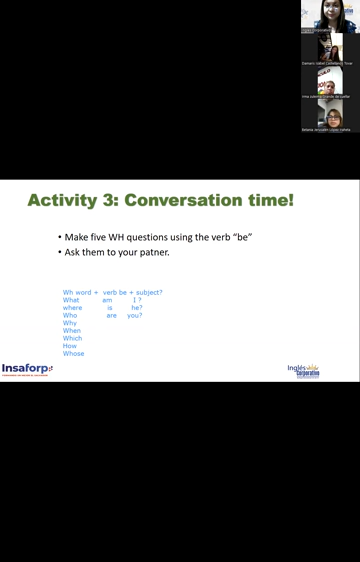 Activity 3: Conversation time!
• Make five WH questions using the verb “be”
• Ask them to your patner.
Wh word + verb be + subject?
What am I ?
where is he?
Who are you?
Why
When
Which
How
Whose
Insaforp
Inglés
Corporativo